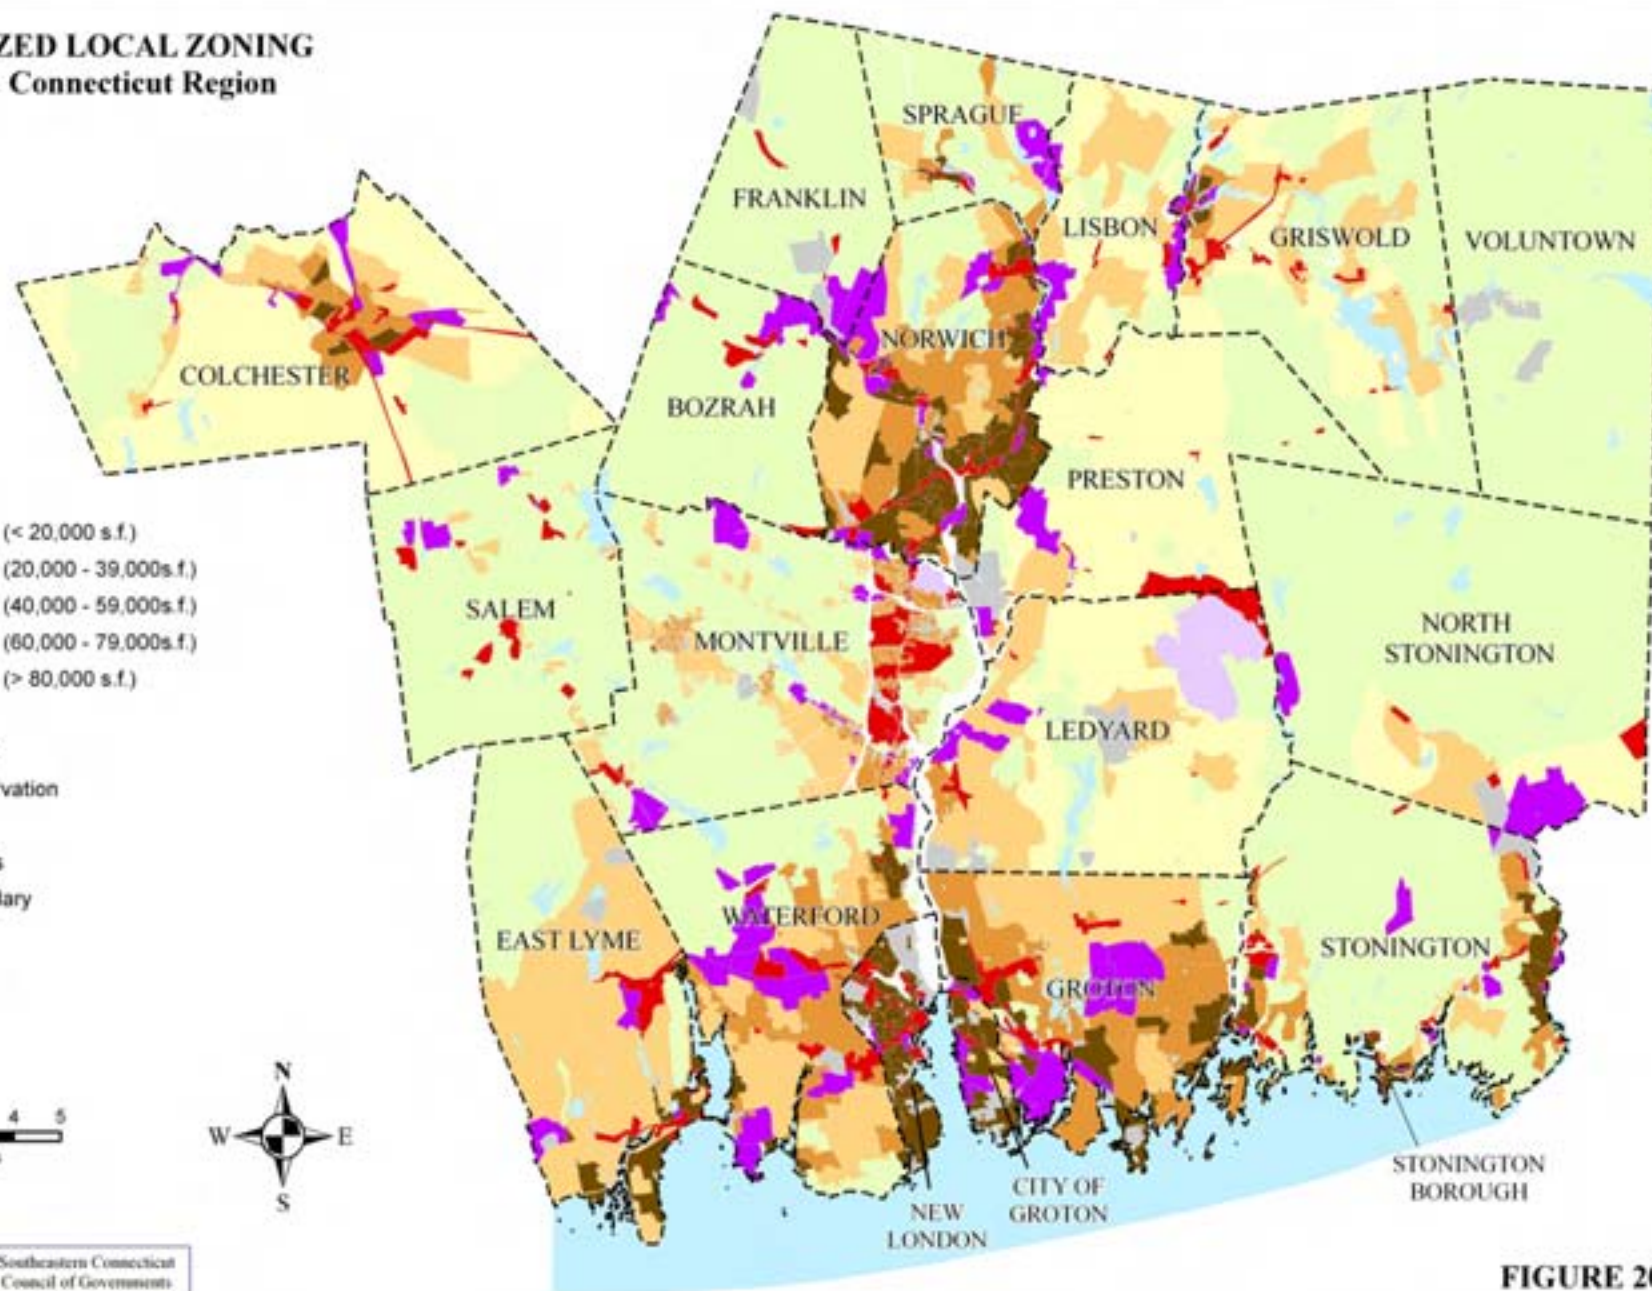 ZED LOCAL ZONING
Connecticut Region
SPRAGUE
FRANKLIN
LISBON
GRISWOLD
VOLUNTOWN
NORWICH
COLCHESTER
BOZRAH
PRESTON
(< 20,000 s.f.)
(20,000 - 39,000s.f.)
(40,000 - 59,000s.f.)
(60,000 - 79,000s.f.)
(> 80,000 s.f.)
SALEM
MONTVILLE
NORTH
STONINGTON
LEDYARD
vation
s
dary
WATERFORD
EAST LYME
STONINGTON
GROTON
4 5
N
W E
S
STONINGTON
BOROUGH
CITY OF
GROTON
NEW
LONDON
Southeastern Connecticut
Council of Governments
FIGURE 20